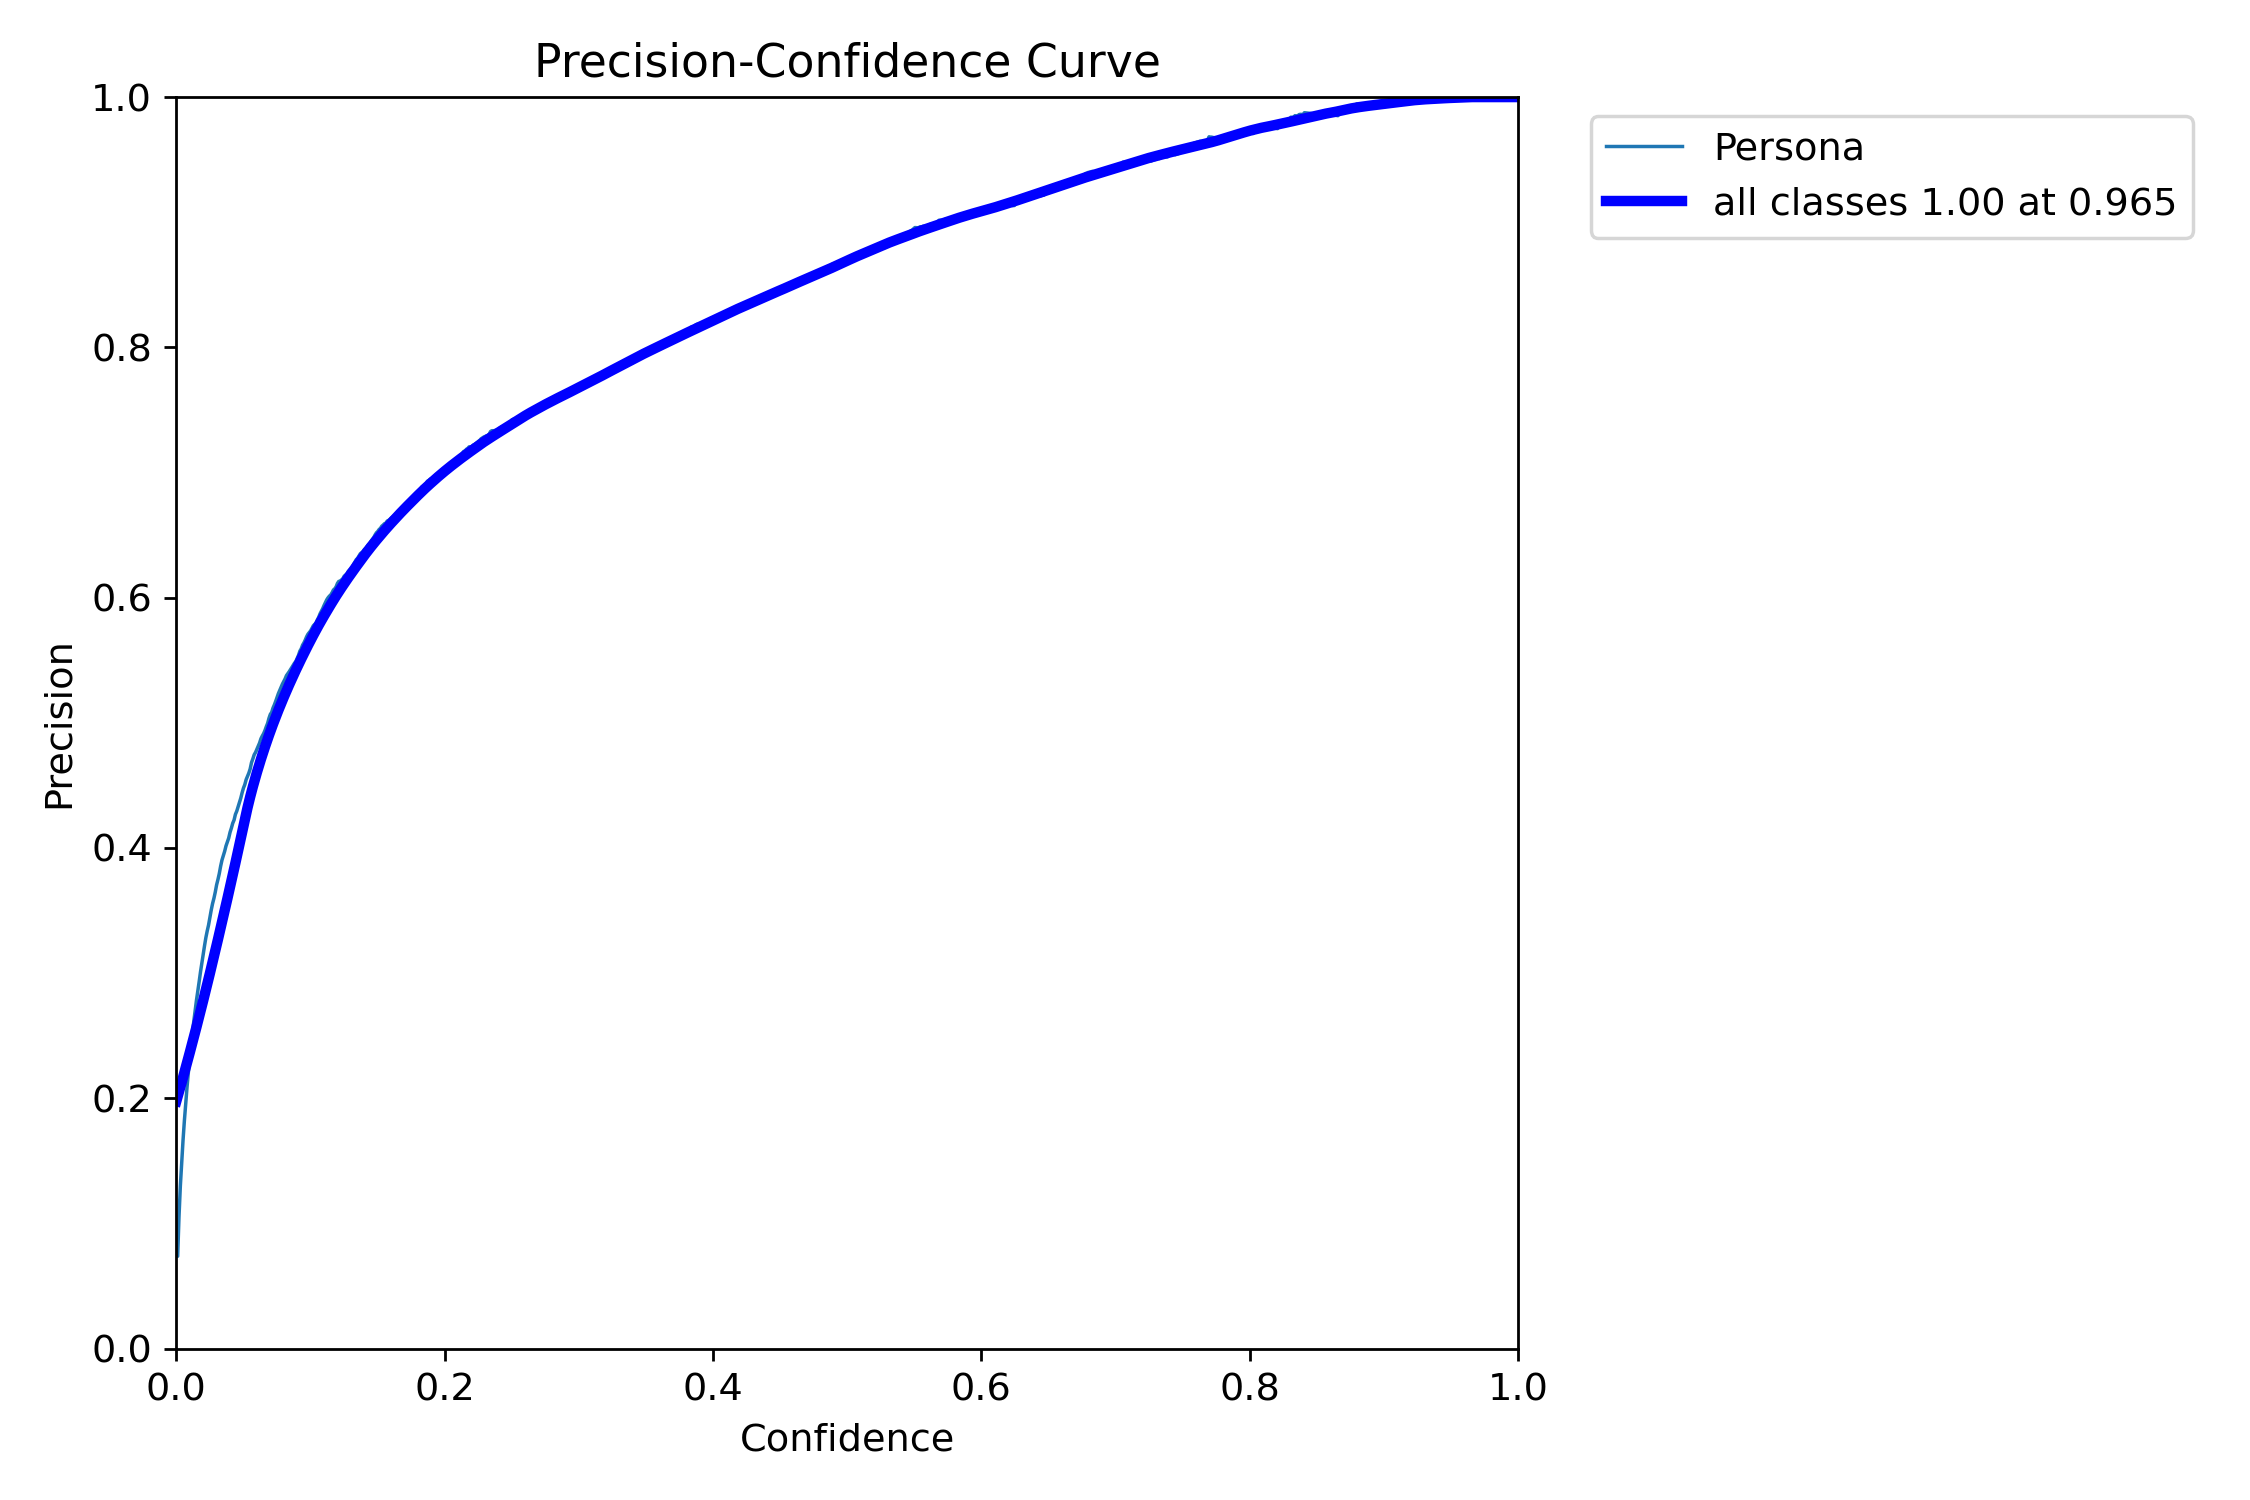 Precision-Confidence Curve
1.0
0.8
0.6
0.4
0.2
0.0
Precision
0.0 0.2 0.4 0.6 0.8 1.0
Confidence
Persona
all classes 1.00 at 0.965